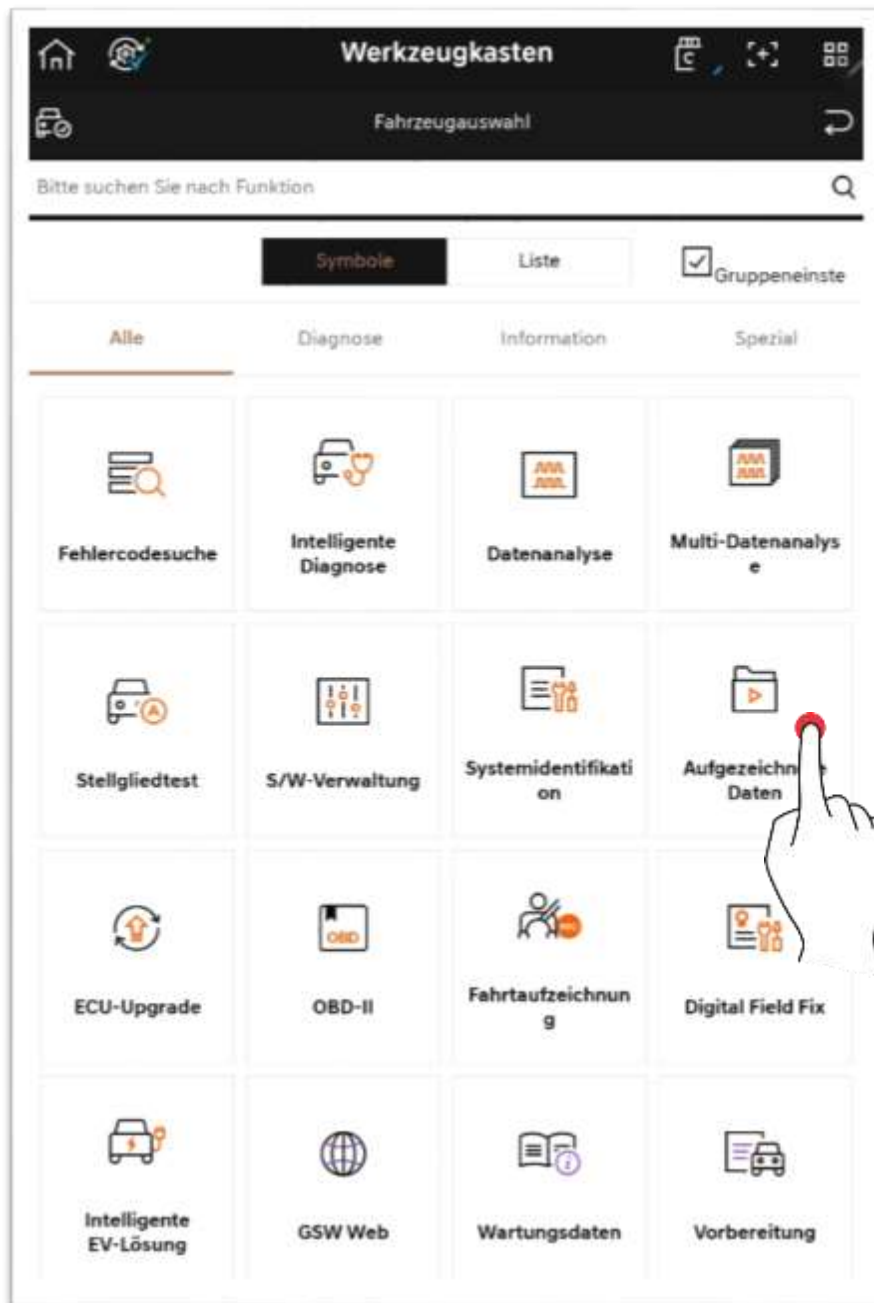 Werkzeugkasten
C
Fahrzeugauswahl
Bitte suchen Sie nach Funktion
Symbole
Liste
Gruppeneinste
Alle
Diagnose
Information
Spezial
Fehlercodesuche
Intelligente
Diagnose
Datenanalyse
Multi-Datenanalys
e
A
Stellgliedtest
S/W-Verwaltung
Systemidentifikati
on
Aufgezeichn
Daten
ECU-Upgrade
OBD
OBD-II
Fahrtaufzeichnun
g
Digital Field Fix
Intelligente
EV-Lösung
GSW Web
i
Wartungsdaten
Vorbereitung